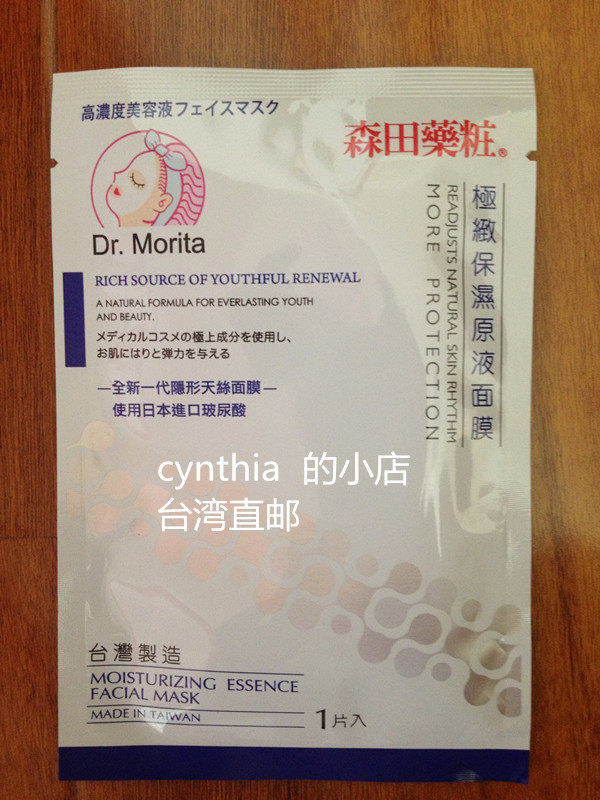 高濃度美容液フェイスマスク
森田藥粧®
Dr. Morita
RICH SOURCE OF YOUTHFUL RENEWAL
A NATURAL FORMULA FOR EVERLASTING YOUTH
AND BEAUTY.
メディカルコスメの極上成分を使用し、
お肌にはりと弾力を与える
—全新一代隱形天絲面膜—
使用日本進口玻尿酸
極緻保濕原液面膜
READJUSTS NATURAL SKIN RHYTHM
MORE PROTECTION
cynthia 的小店
台湾直邮
台灣製造
MOISTURIZING ESSENCE
FACIAL MASK
MADE IN TAIWAN
1片入